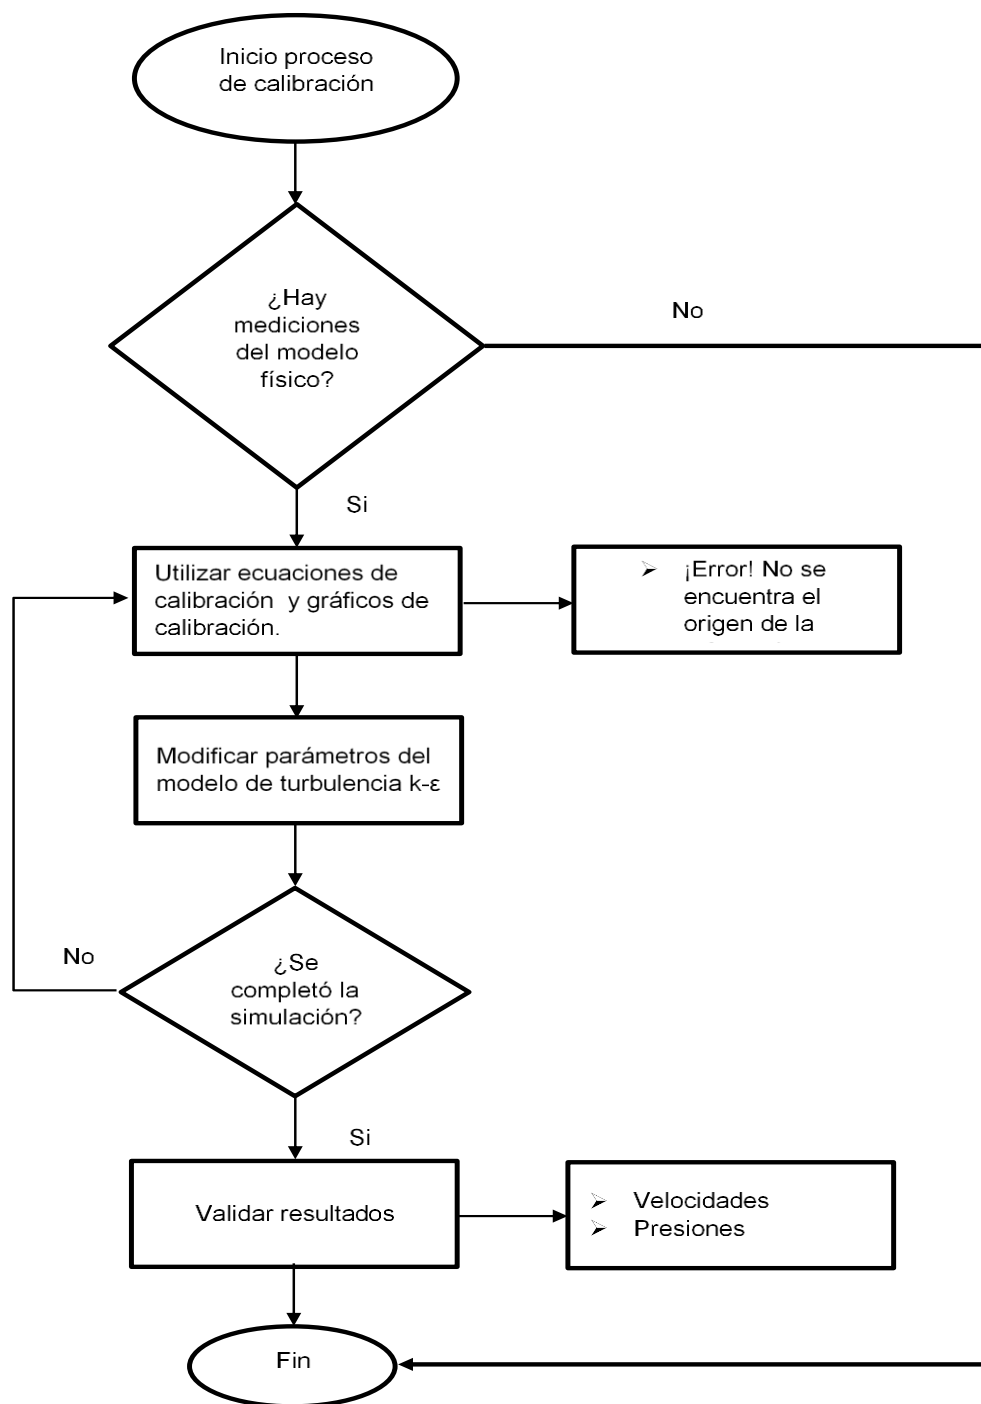 Inicio proceso
de calibración
¿Hay
mediciones
del modelo
físico?
No
Si
Utilizar ecuaciones de
calibración y gráficos de
calibración.
¡Error! No se
encuentra el
origen de la
Modificar parámetros del
modelo de turbulencia k-ε
No
¿Se
completó la
simulación?
Si
Validar resultados
Velocidades
Presiones
Fin